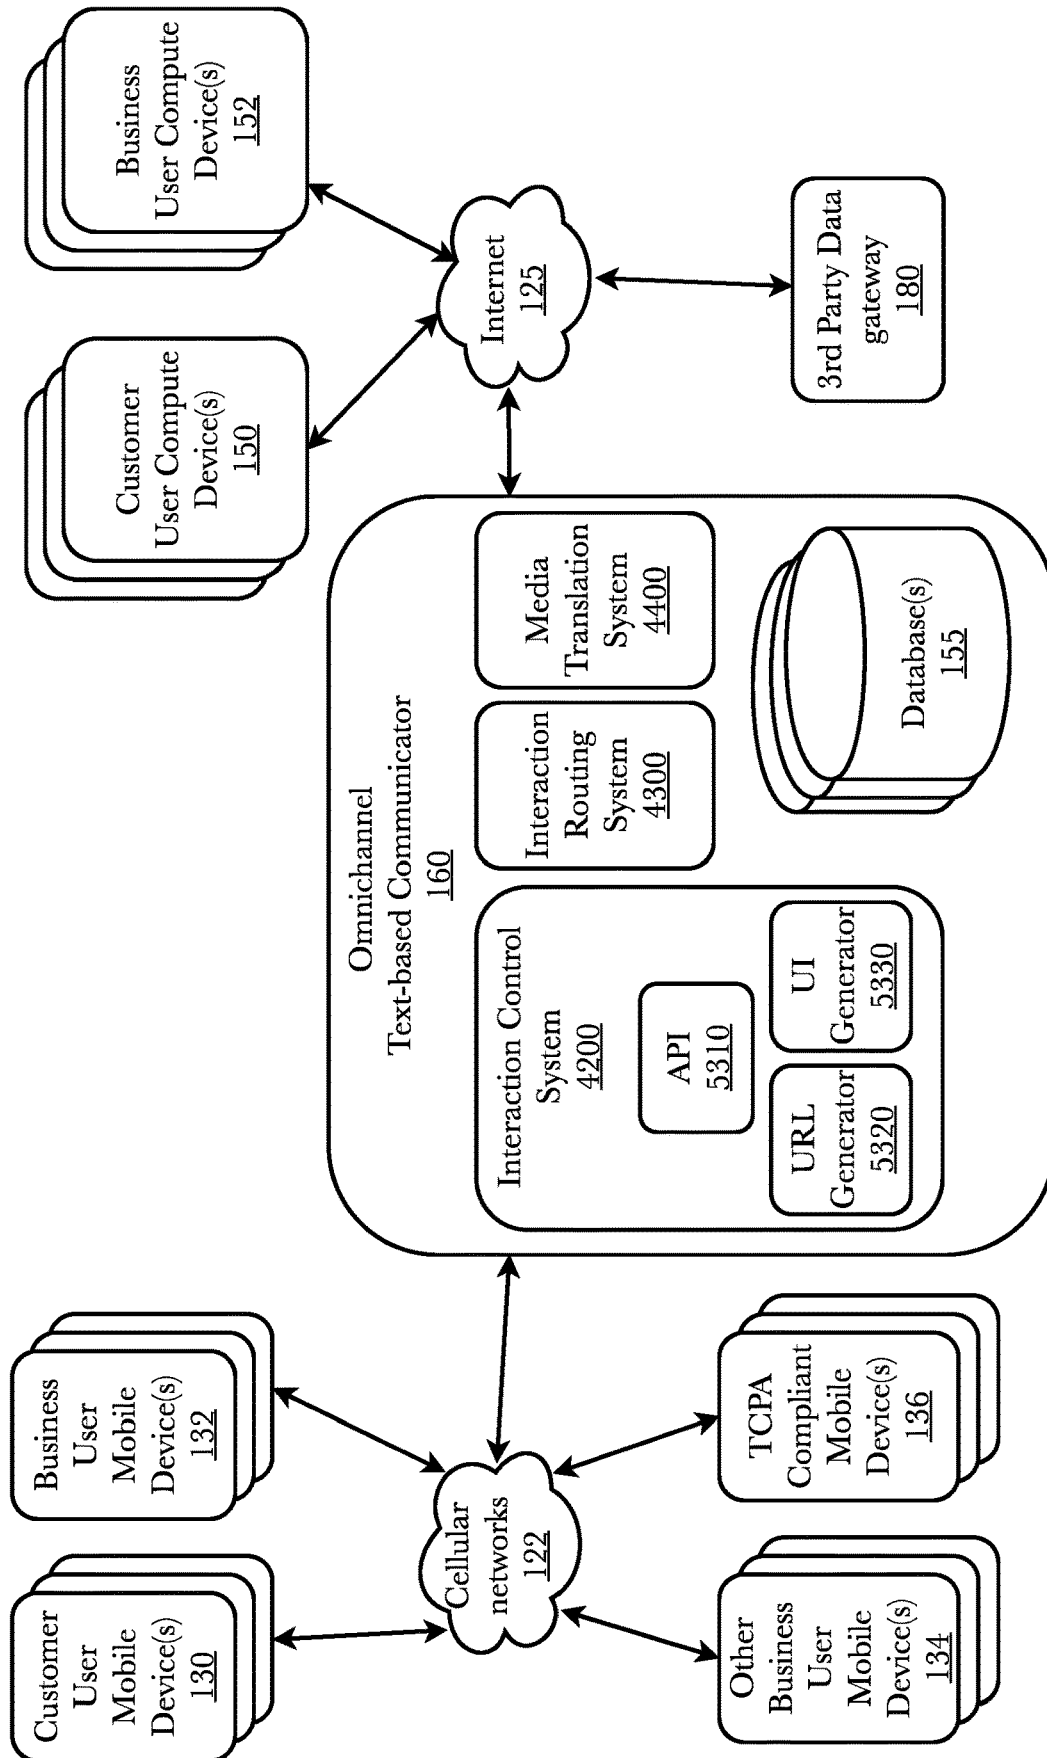 Customer
User
Mobile
Device(s)
130
Business
User
Mobile
Device(s)
132
Cellular
networks
122
Other
Business
User
Mobile
Device(s)
134
TCPA
Compliant
Mobile
Device(s)
136
Omnichannel
Text-based Communicator
160
Interaction Control
System
4200
API
5310
URL
Generator
5320
UI
Generator
5330
Interaction
Routing
System
4300
Media
Translation
System
4400
Database(s)
155
Customer
User Compute
Device(s)
150
Business
User Compute
Device(s)
152
Internet
125
3rd Party Data
gateway
180